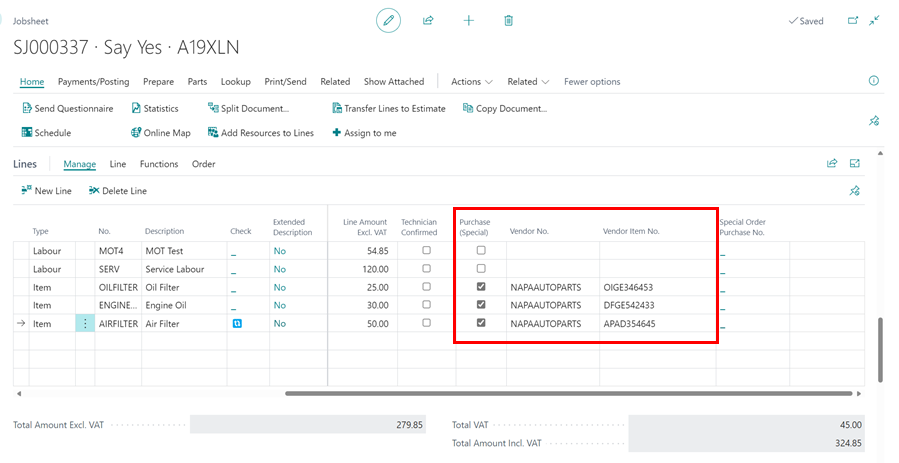 Jobsheet
Saved
SJ000337 · Say Yes · A19XLN
Home Payments/Posting Prepare Parts Lookup Print/Send Related Show Attached Actions Related Fewer options
Send Questionnaire Statistics Split Document... Transfer Lines to Estimate Copy Document...
Schedule Online Map Add Resources to Lines Assign to me
Lines Manage Line Functions Order
New Line Delete Line
Type No. Description Check Extended Description Line Amount Excl. VAT Technician Confirmed Purchase (Special) Vendor No. Vendor Item No. Special Order Purchase No.
Labour MOT4 MOT Test _ No 54.85 _
Labour SERV Service Labour _ No 120.00 _
Item OILFILTER Oil Filter _ No 25.00 NAPAAUTOPARTS OIGE346453 _
Item ENGINE... Engine Oil _ No 30.00 NAPAAUTOPARTS DFGE542433 _
Item AIRFILTER Air Filter No 50.00 NAPAAUTOPARTS APAD354645 _
Total Amount Excl. VAT 279.85 Total VAT 45.00
Total Amount Incl. VAT 324.85